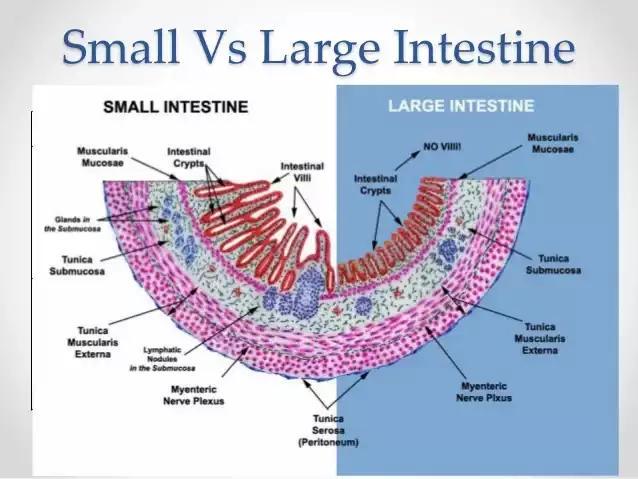 Small Vs Large Intestine
SMALL INTESTINE
Muscularis
Mucosae
Intestinal
Crypts
Intestinal
Villi
Glands in
the Submucosa
Tunica
Submucosa
Tunica
Muscularis
Externa
Lymphatic
Nodules
in the Submucosa
Myenteric
Nerve Plexus
Tunica
Serosa
(Peritoneum)
LARGE INTESTINE
NO Villi!
Muscularis
Mucosae
Intestinal
Crypts
Tunica
Submucosa
Tunica
Muscularis
Externa
Myenteric
Nerve Plxus